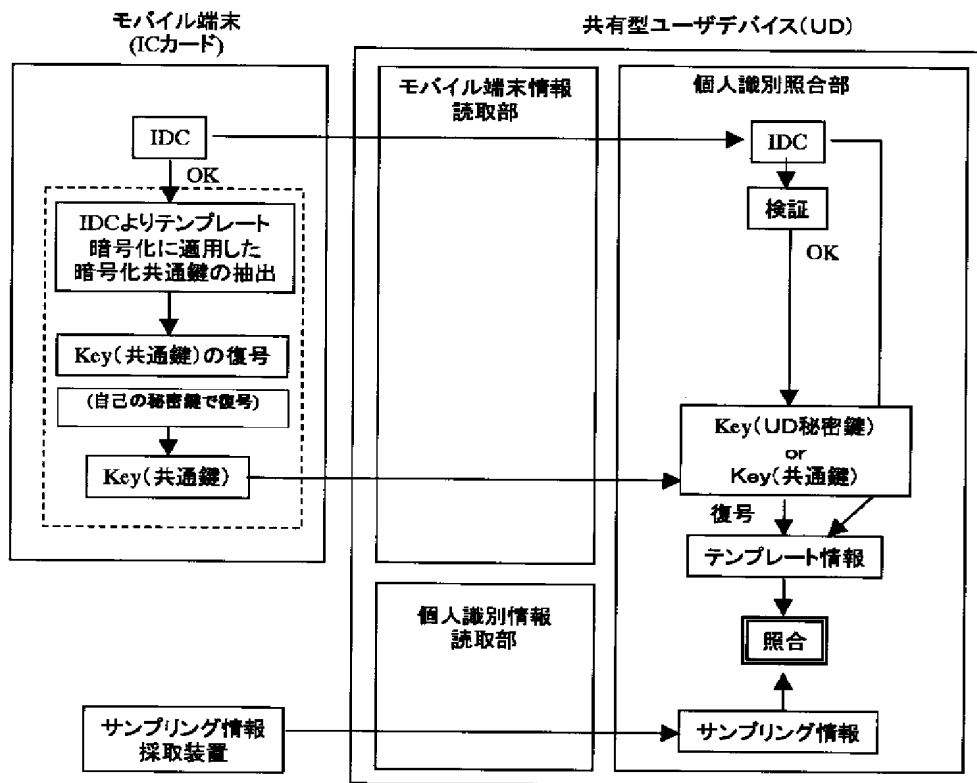 モバイル端末
(ICカード)
IDC
OK
IDCよりテンプレート
暗号化に適用した
暗号化共通鍵の抽出
Key(共通鍵)の復号
(自己の秘密鍵で復号)
Key(共通鍵)
サンプリング情報
採取装置
共有型ユーザデバイス(UD)
モバイル端末情報
読取部
個人識別情報
読取部
個人識別照合部
IDC
検証
OK
Key(UD秘密鍵)
or
Key(共通鍵)
復号
テンプレート情報
照合
サンプリング情報